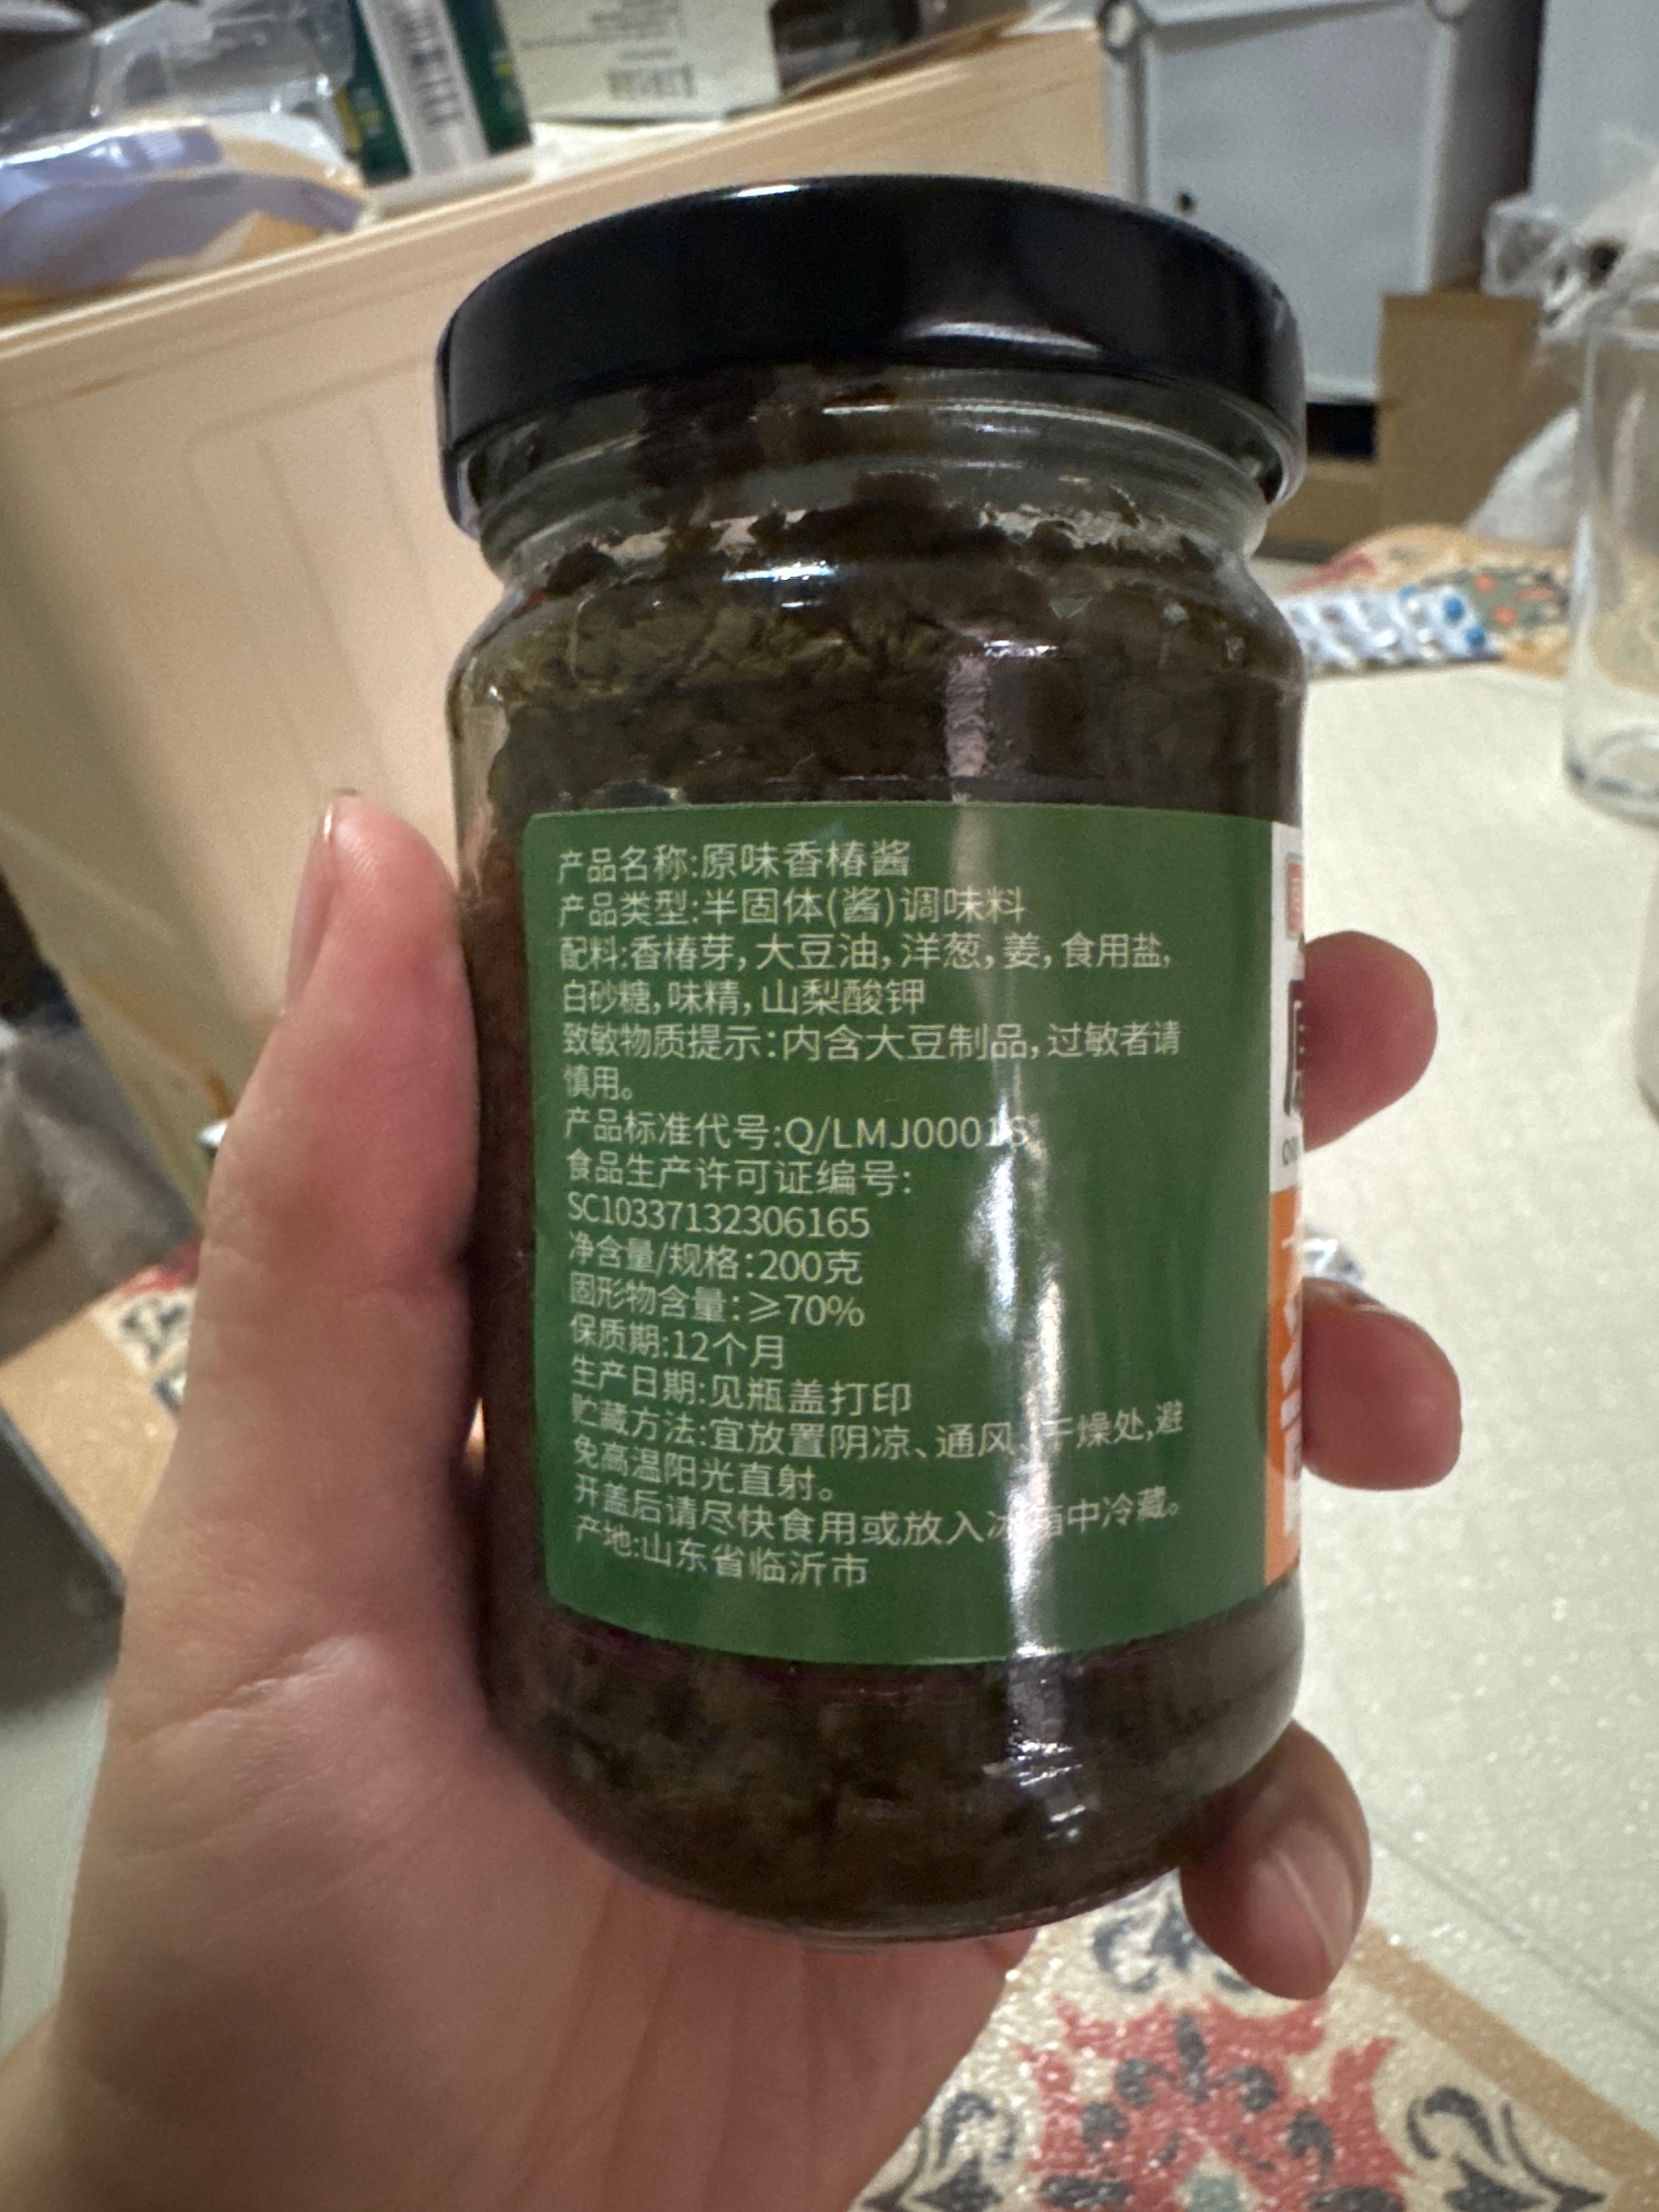 产品名称:原味香椿酱
产品类型:半固体(酱)调味料
配料:香椿芽,大豆油,洋葱,姜,食用盐,
白砂糖,味精,山梨酸钾
致敏物质提示:内含大豆制品,过敏者请
慎用。
产品标准代号:Q/LMJ0001S
食品生产许可证编号:
SC10337132306165
净含量/规格:200克
固形物含量:≥70%
保质期:12个月
生产日期:见瓶盖打印
贮藏方法:宜放置阴凉、通风、干燥处,避
免高温阳光直射。
开盖后请尽快食用或放入冰箱中冷藏。
产地:山东省临沂市